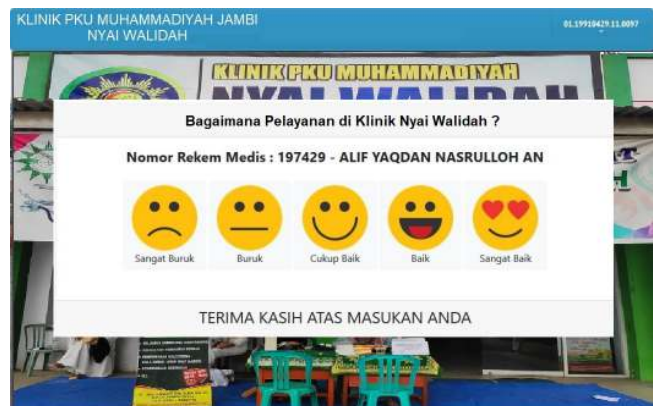 KLINIK PKU MUHAMMADIYAH JAMBI
NYAI WALIDAH
01.19910429.11.0097
KLINIK PKU MUHAMMADIYAH
NYAI WALIDAH
Bagaimana Pelayanan di Klinik Nyai Walidah ?
Nomor Rekem Medis : 197429 - ALIF YAQDAN NASRULLOH AN
Sangat Buruk
Buruk
Cukup Baik
Baik
Sangat Baik
TERIMA KASIH ATAS MASUKAN ANDA